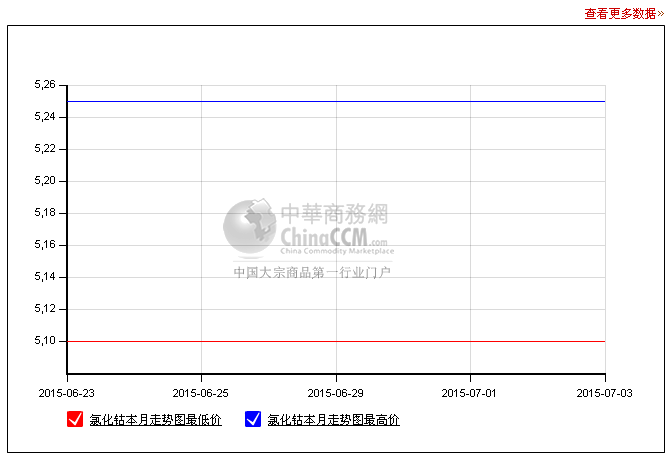 查看更多数据»
5,26
5,24
5,22
5,20
5,18
5,16
5,14
5,12
5,10
中華商務網
ChinaCCM.com
China Commodity Marketplace
中国大宗商品第一行业门户
2015-06-23 2015-06-25 2015-06-29 2015-07-01 2015-07-03
氯化钴本月走势图最低价 氯化钴本月走势图最高价